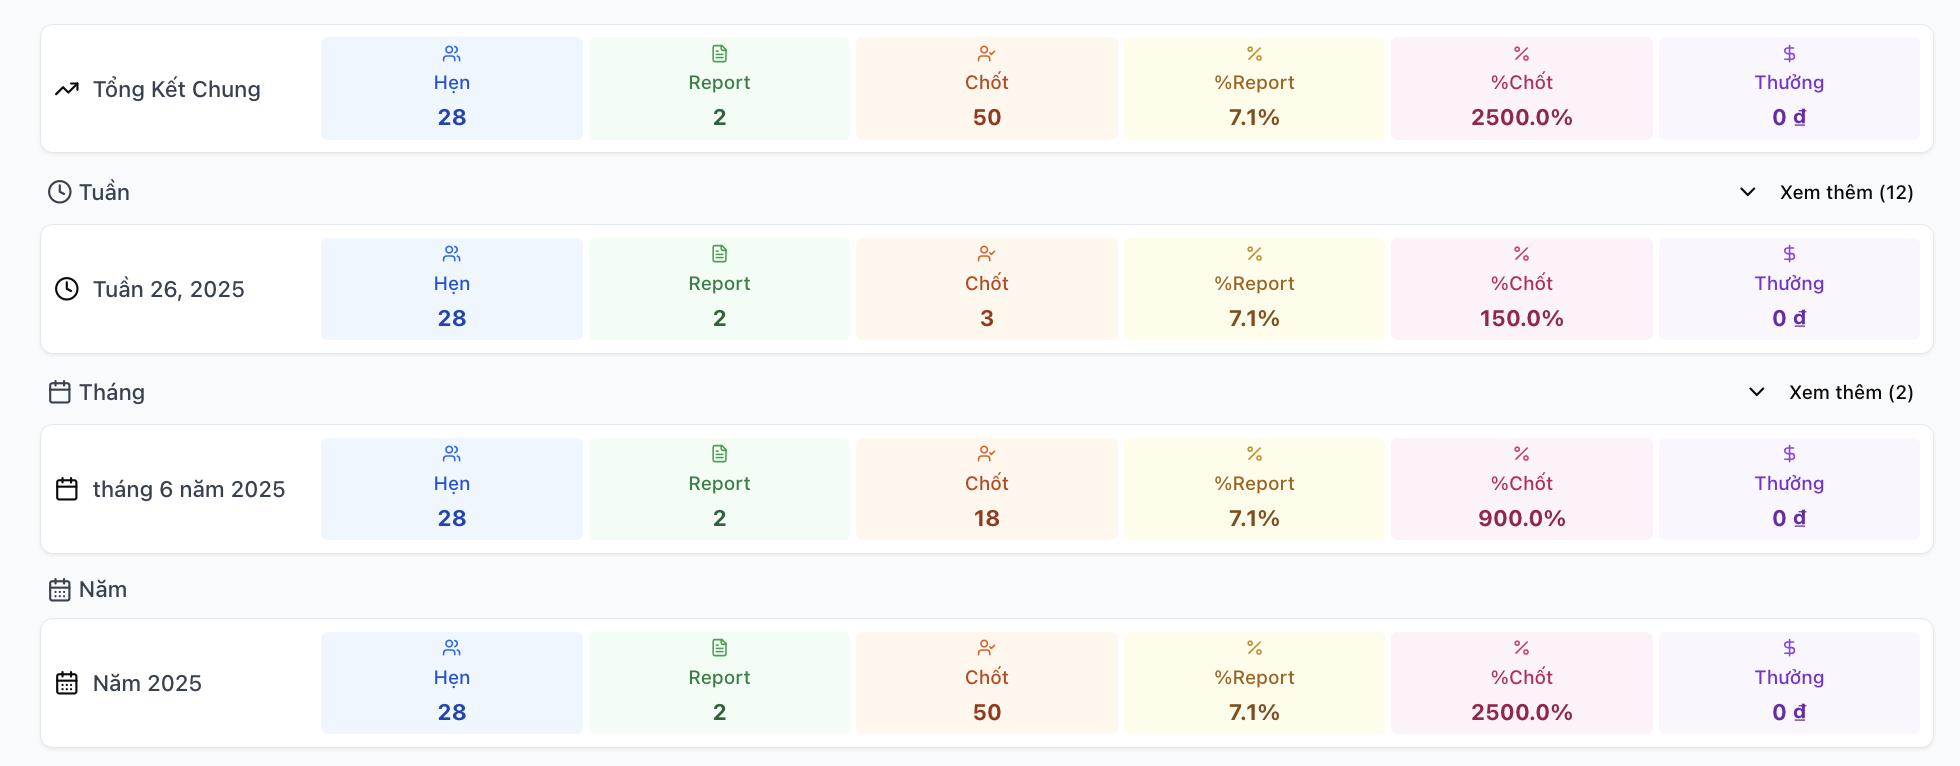 Tổng Kết Chung
Hẹn
28
Report
2
Chốt
50
%Report
7.1%
%Chốt
2500.0%
Thưởng
0 ₫
Tuần
Xem thêm (12)
Tuần 26, 2025
Hẹn
28
Report
2
Chốt
3
%Report
7.1%
%Chốt
150.0%
Thưởng
0 ₫
Tháng
Xem thêm (2)
tháng 6 năm 2025
Hẹn
28
Report
2
Chốt
18
%Report
7.1%
%Chốt
900.0%
Thưởng
0 ₫
Năm
Năm 2025
Hẹn
28
Report
2
Chốt
50
%Report
7.1%
%Chốt
2500.0%
Thưởng
0 ₫